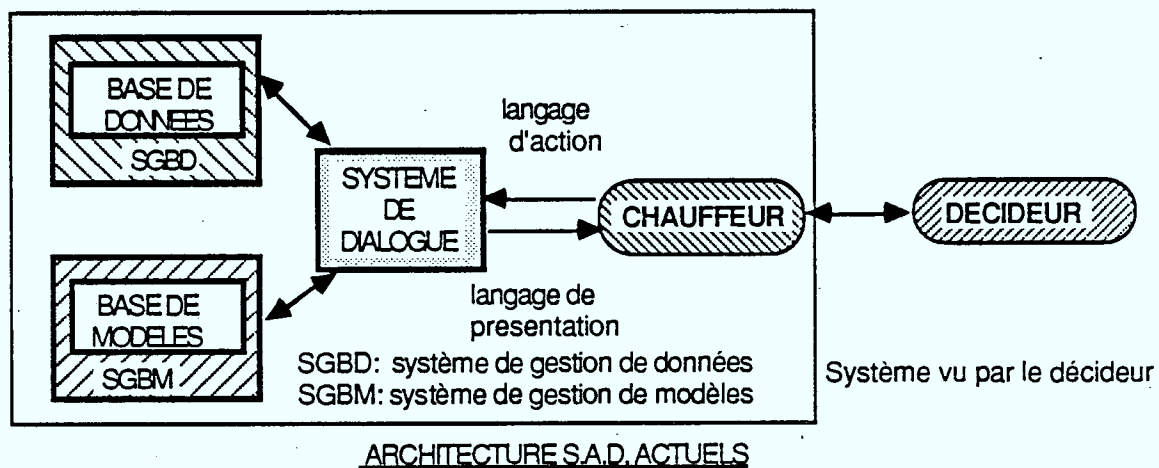 BASE DE
DONNEES
SGBD
langage
d'action
SYSTEME
DE
DIALOGUE
CHAUFFEUR
DECIDEUR
BASE DE
MODELES
SGBM
langage de
presentation
SGBD: système de gestion de données
SGBM: système de gestion de modèles
Système vu par le décideur
ARCHITECTURE S.A.D. ACTUELS